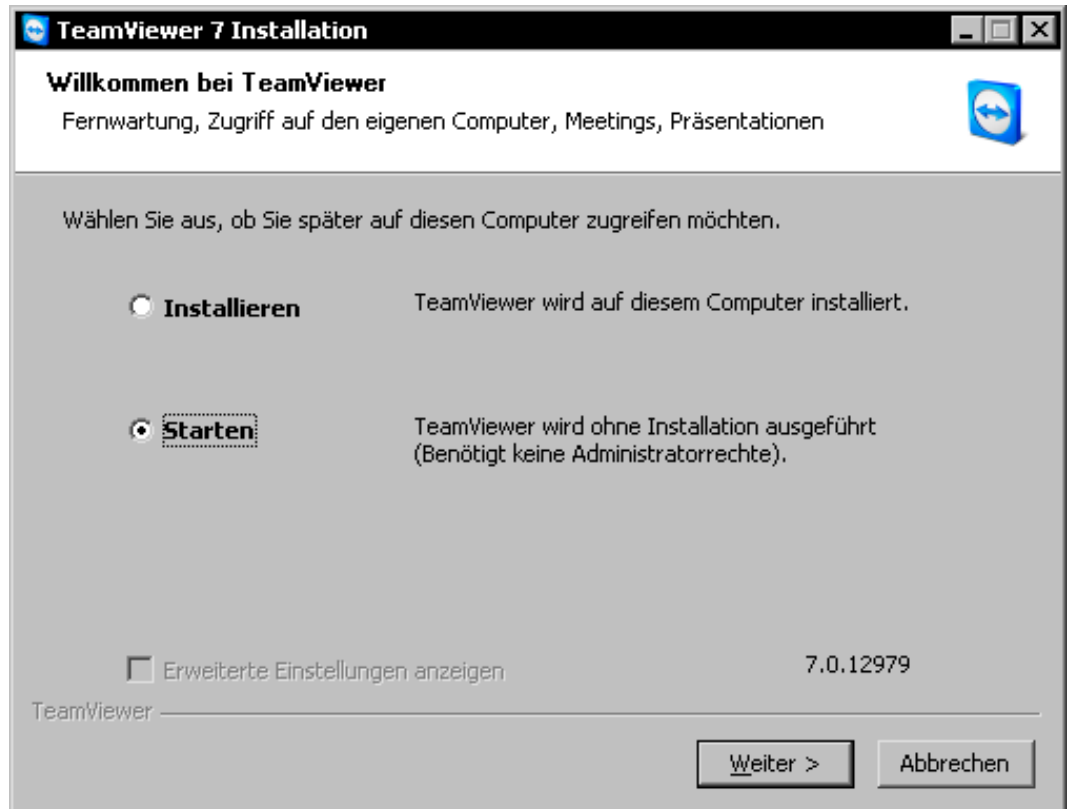 TeamViewer 7 Installation
Willkommen bei TeamViewer
Fernwartung, Zugriff auf den eigenen Computer, Meetings, Präsentationen
Wählen Sie aus, ob Sie später auf diesen Computer zugreifen möchten.
Installieren TeamViewer wird auf diesem Computer installiert.
Starten TeamViewer wird ohne Installation ausgeführt
(Benötigt keine Administratorrechte).
Erweiterte Einstellungen anzeigen 7.0.12979
TeamViewer
Weiter > Abbrechen